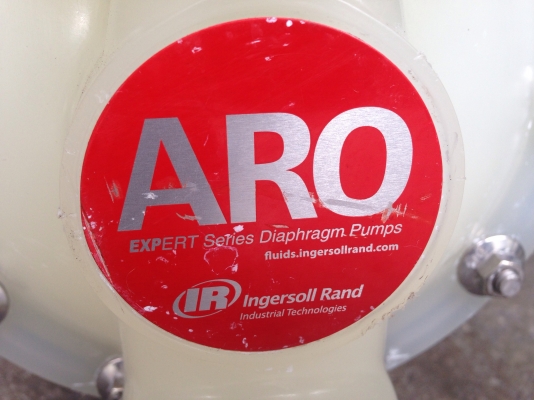 ARO
EXPERT Series Diaphragm Pumps
fluids.ingersollrand.com
IR Ingersoll Rand
Industrial Technologies